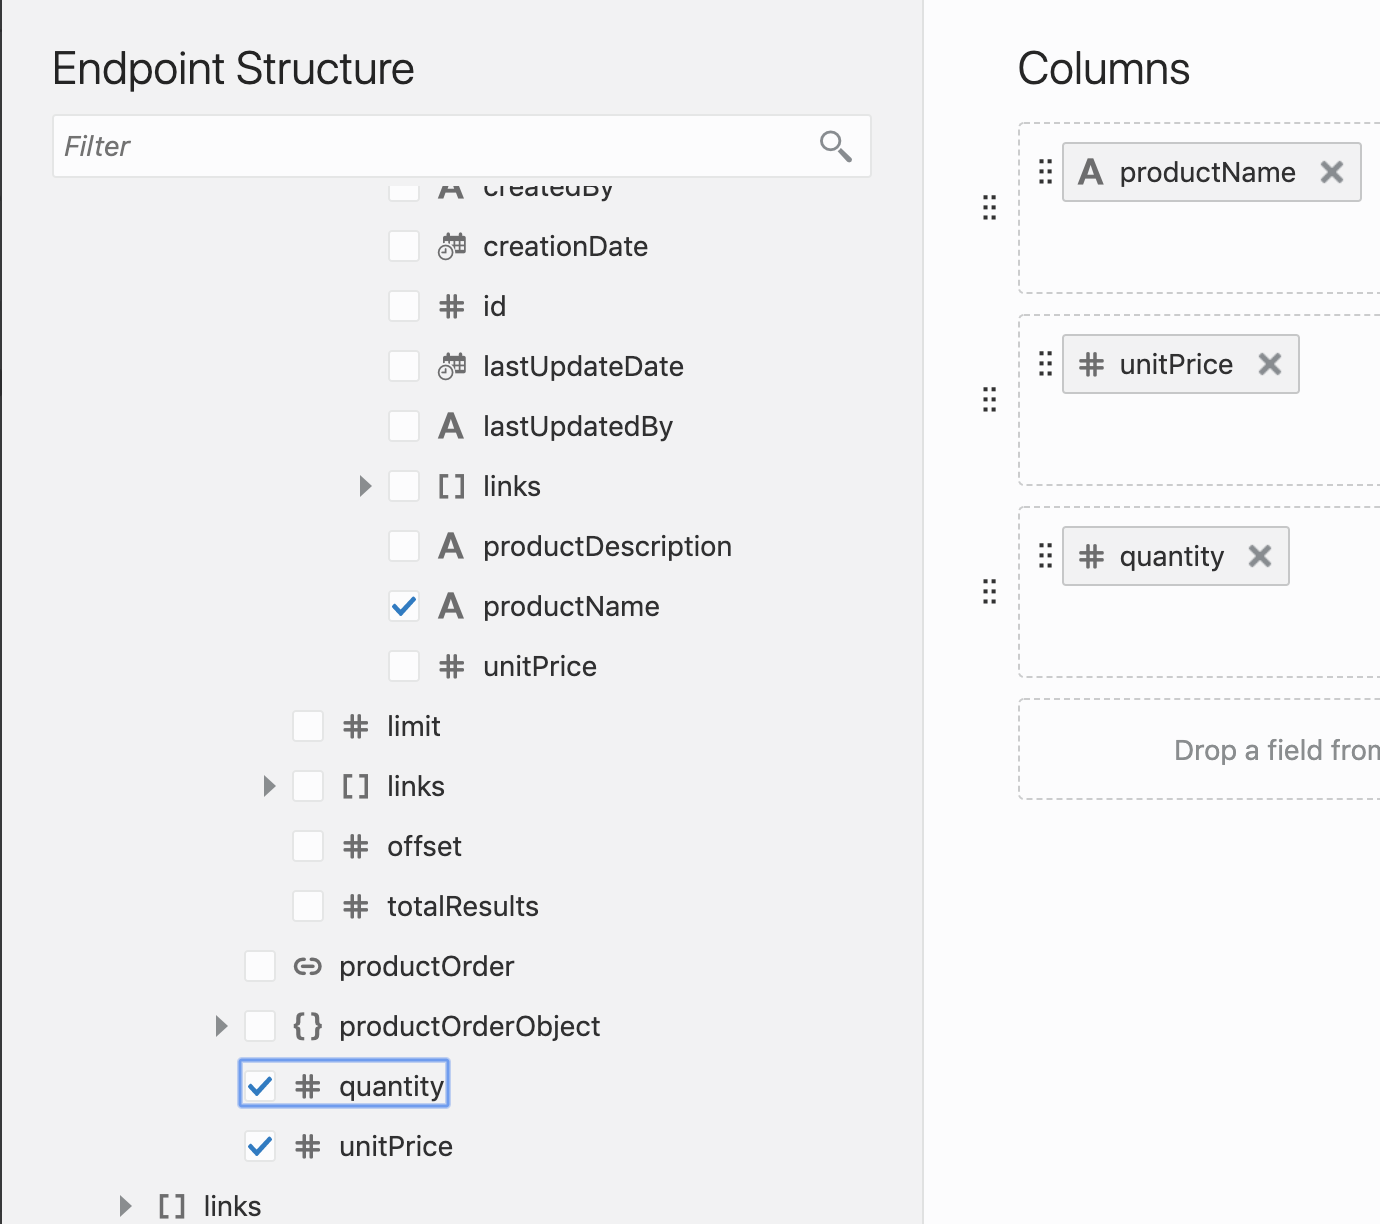 Endpoint Structure
Filter
createdBy
creationDate
id
lastUpdateDate
lastUpdatedBy
links
productDescription
productName
unitPrice
limit
links
offset
totalResults
productOrder
productOrderObject
quantity
unitPrice
links
Columns
productName
unitPrice
quantity
Drop a field from